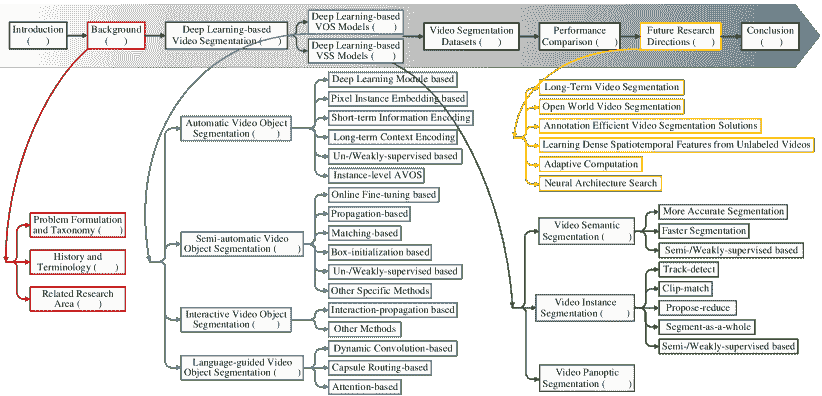 Introduction
(      )
Background
(      )
Deep Learning-based
Video Segmentation (      )
Deep Learning-based
VOS Models (      )
Deep Learning-based
VSS Models (      )
Video Segmentation
Datasets (      )
Performance
Comparison (      )
Future Research
Directions (      )
Conclusion
(      )
Problem Formulation
and Taxonomy (      )
History and
Terminology (      )
Related Research
Area (      )
Automatic Video Object
Segmentation (      )
Deep Learning Module based
Pixel Instance Embedding based
Short-term Information Encoding
Long-term Context Encoding
Un-/Weakly-supervised based
Instance-level AVOS
Semi-automatic Video
Object Segmentation (      )
Online Fine-tuning based
Propagation-based
Matching-based
Box-initialization based
Un-/Weakly-supervised based
Other Specific Methods
Interactive Video Object
Segmentation (      )
Interaction-propagation based
Other Methods
Language-guided Video
Object Segmentation (      )
Dynamic Convolution-based
Capsule Routing-based
Attention-based
Long-Term Video Segmentation
Open World Video Segmentation
Annotation Efficient Video Segmentation Solutions
Learning Dense Spatiotemporal Features from Unlabeled Videos
Adaptive Computation
Neural Architecture Search
Video Semantic
Segmentation (      )
More Accurate Segmentation
Faster Segmentation
Semi-/Weakly-supervised based
Video Instance
Segmentation (      )
Track-detect
Clip-match
Propose-reduce
Segment-as-a-whole
Semi-/Weakly-supervised based
Video Panoptic
Segmentation (      )